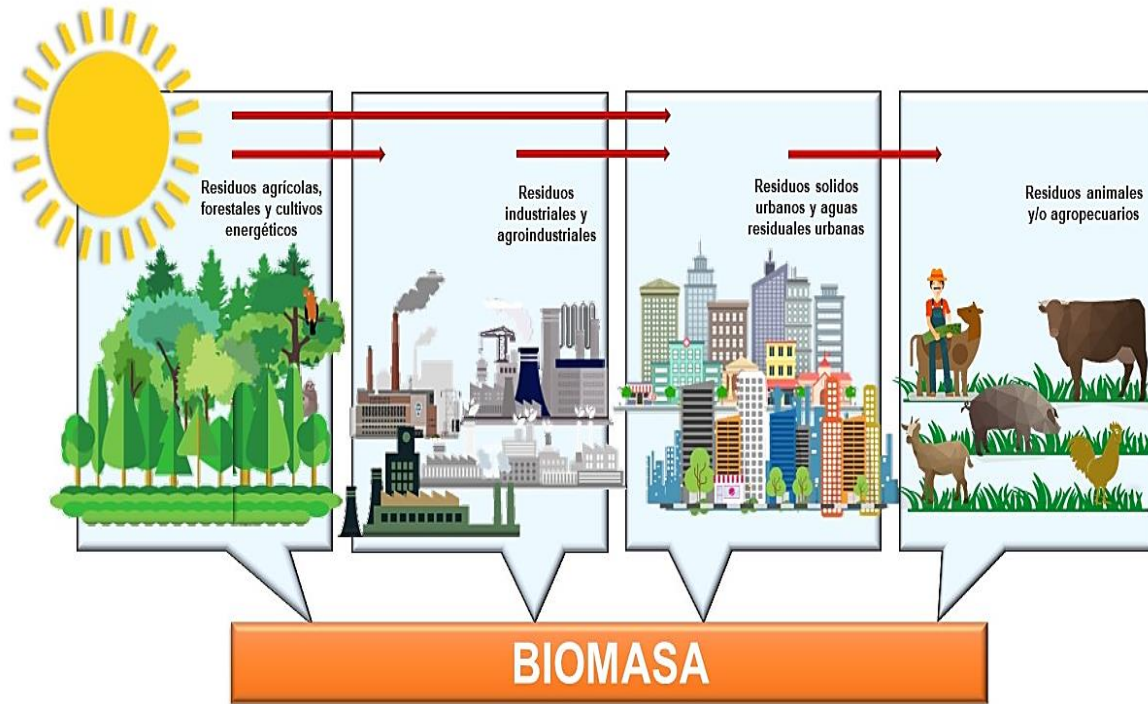 Residuos agrícolas,
forestales y cultivos
energéticos
Residuos
industriales y
agroindustriales
Residuos solidos
urbanos y aguas
residuales urbanas
Residuos animales
y/o agropecuarios
BIOMASA